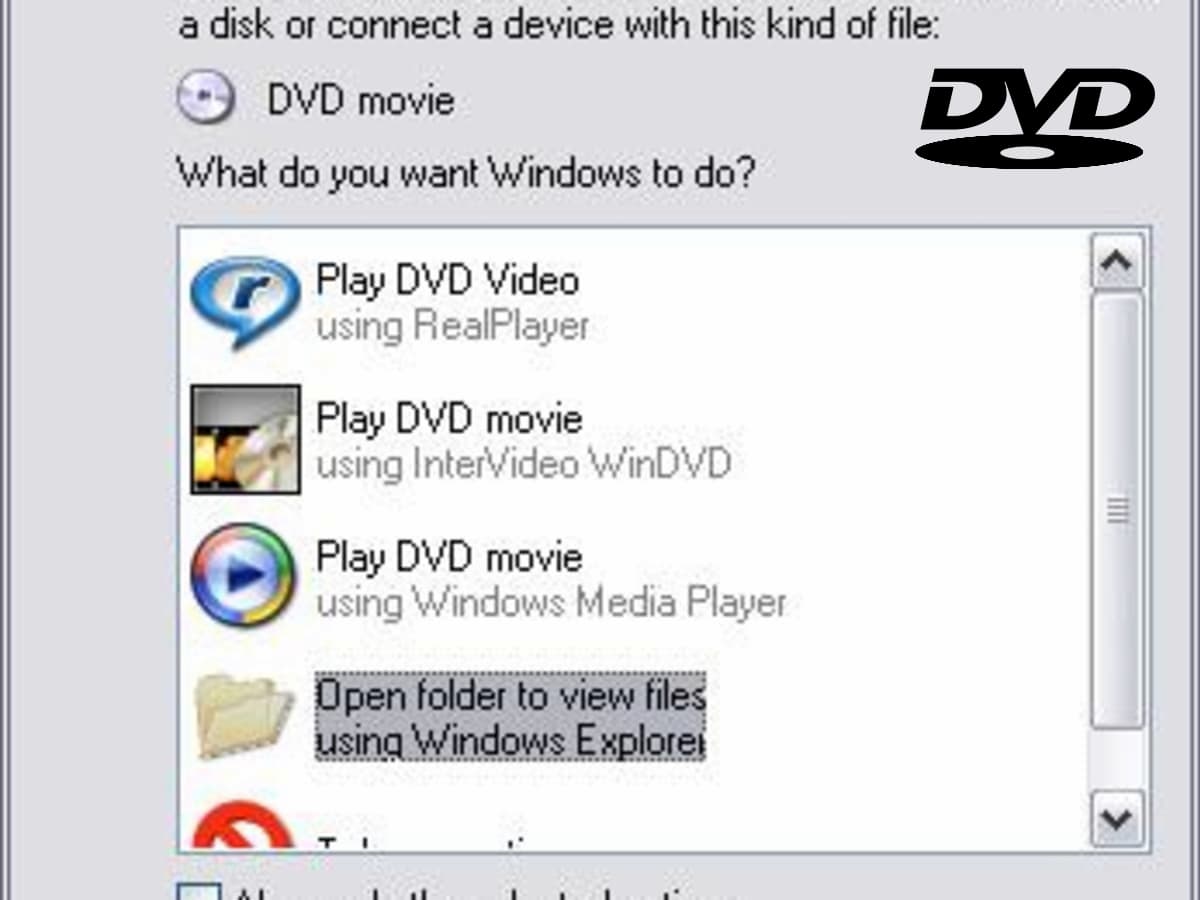 a disk or connect a device with this kind of file:
DVD movie
DVD
What do you want Windows to do?
Play DVD Video
using RealPlayer
Play DVD movie
using InterVideo WinDVD
Play DVD movie
using Windows Media Player
Open folder to view files
using Windows Explorer